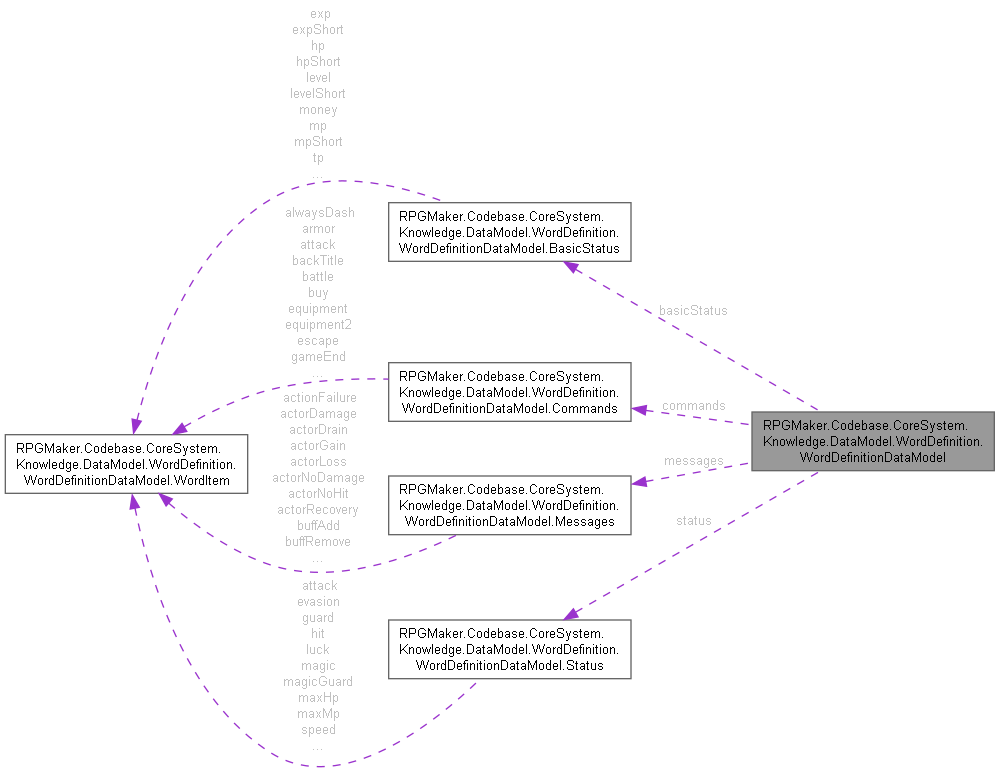 exp
expShort
hp
hpShort
level
levelShort
money
mp
mpShort
tp
...
alwaysDash
armor
attack
backTitle
battle
buy
equipment
equipment2
escape
gameEnd
...
actionFailure
actorDamage
actorDrain
actorGain
actorLoss
actorNoDamage
actorNoHit
actorRecovery
buffAdd
buffRemove
...
attack
evasion
guard
hit
luck
magic
magicGuard
maxHp
maxMp
speed
...
RPGMaker.Codebase.CoreSystem.
Knowledge.DataModel.WordDefinition.
WordDefinitionDataModel.WordItem
RPGMaker.Codebase.CoreSystem.
Knowledge.DataModel.WordDefinition.
WordDefinitionDataModel.BasicStatus
RPGMaker.Codebase.CoreSystem.
Knowledge.DataModel.WordDefinition.
WordDefinitionDataModel.Commands
RPGMaker.Codebase.CoreSystem.
Knowledge.DataModel.WordDefinition.
WordDefinitionDataModel.Messages
RPGMaker.Codebase.CoreSystem.
Knowledge.DataModel.WordDefinition.
WordDefinitionDataModel.Status
basicStatus
commands
messages
status
RPGMaker.Codebase.CoreSystem.
Knowledge.DataModel.WordDefinition.
WordDefinitionDataModel